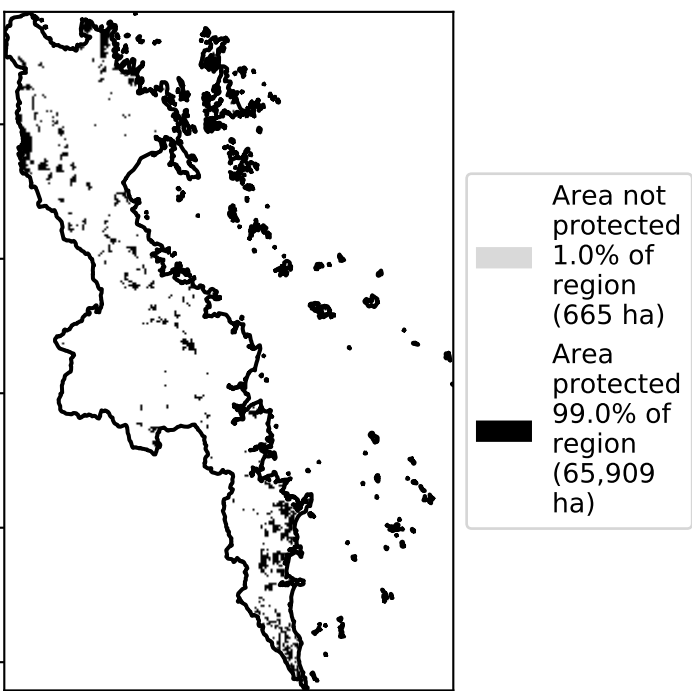 Area not
protected
1.0% of
region
(665 ha)
Area
protected
99.0% of
region
(65,909
ha)